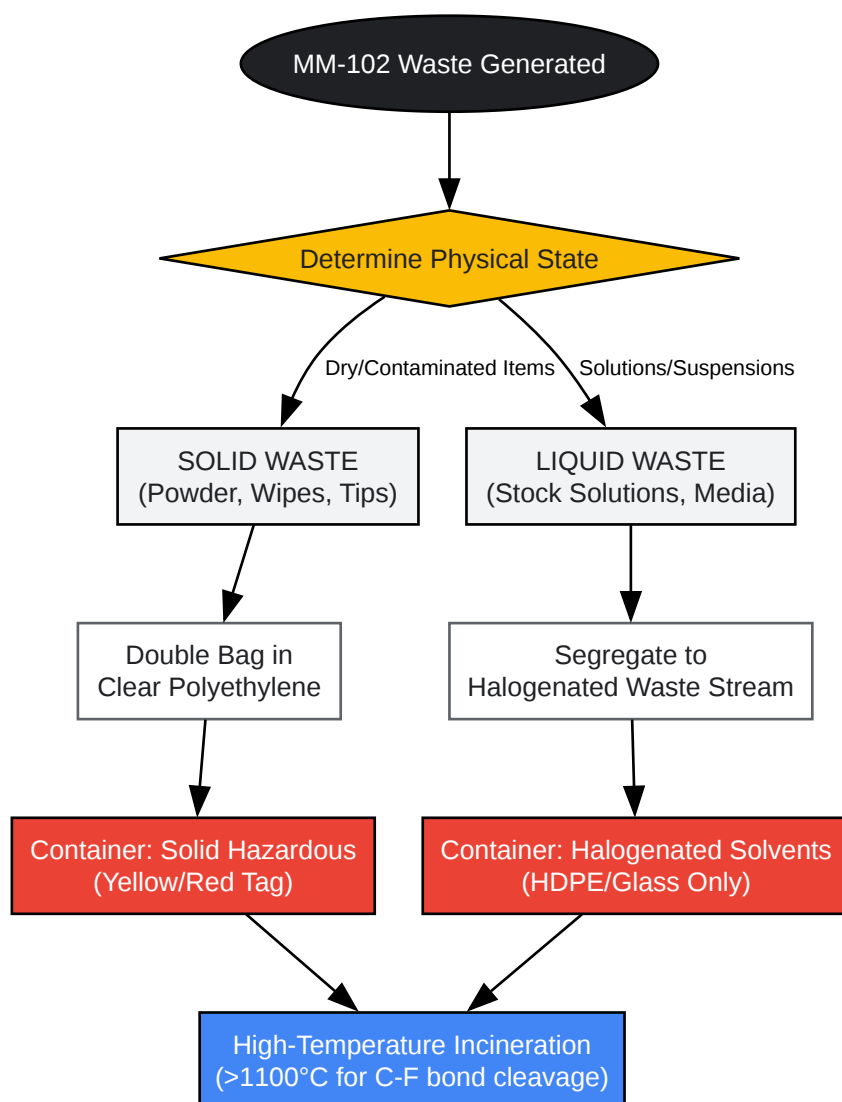 MM-102 Waste Generated
Determine Physical State
Dry/Contaminated Items
Solutions/Suspensions
SOLID WASTE
(Powder, Wipes, Tips)
LIQUID WASTE
(Stock Solutions, Media)
Double Bag in
Clear Polyethylene
Segregate to
Halogenated Waste Stream
Container: Solid Hazardous
(Yellow/Red Tag)
Container: Halogenated Solvents
(HDPE/Glass Only)
High-Temperature Incineration
(>1100°C for C-F bond cleavage)